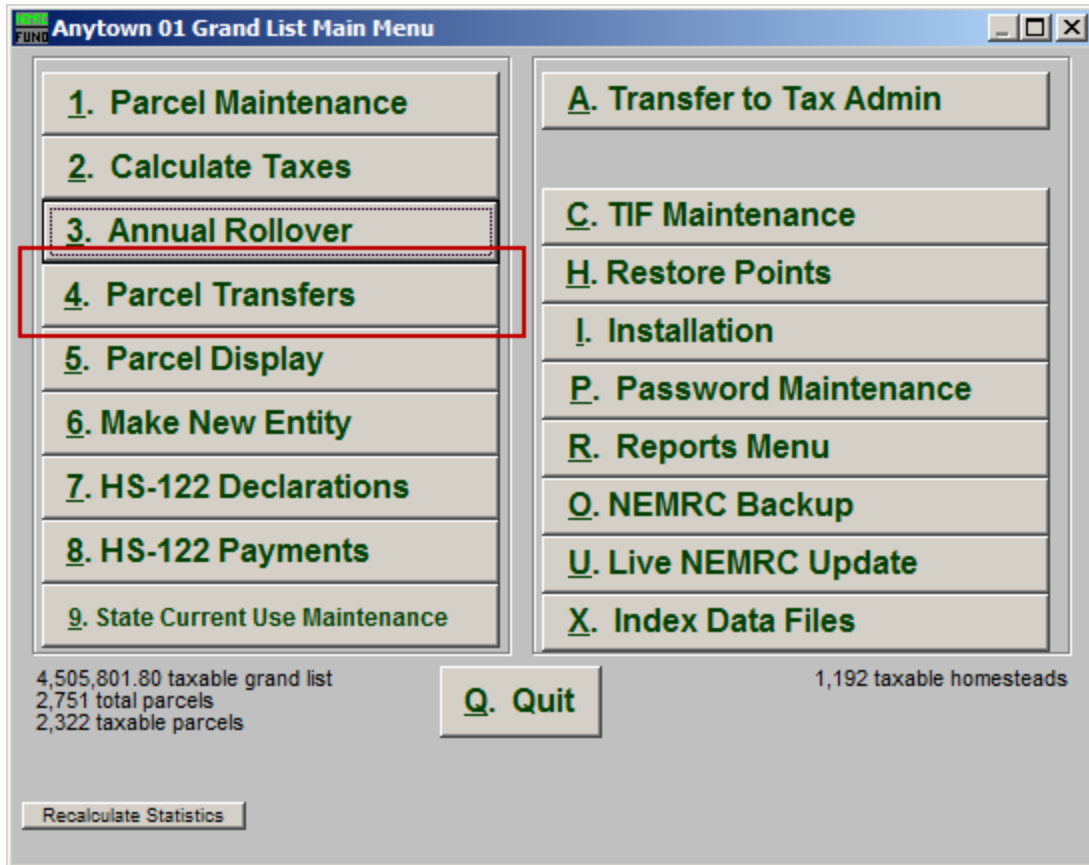 NEMRC
FUND
Anytown 01 Grand List Main Menu
1. Parcel Maintenance
2. Calculate Taxes
3. Annual Rollover
4. Parcel Transfers
5. Parcel Display
6. Make New Entity
7. HS-122 Declarations
8. HS-122 Payments
9. State Current Use Maintenance
A. Transfer to Tax Admin
C. TIF Maintenance
H. Restore Points
I. Installation
P. Password Maintenance
R. Reports Menu
O. NEMRC Backup
U. Live NEMRC Update
X. Index Data Files
4,505,801.80 taxable grand list
2,751 total parcels
2,322 taxable parcels
Q. Quit
1,192 taxable homesteads
Recalculate Statistics